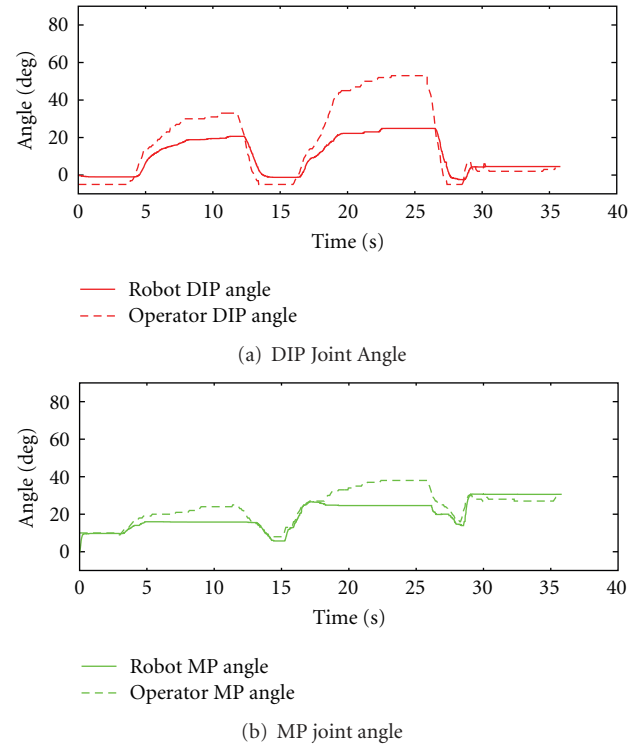 80
60
40
20
0
Angle (deg)
0 5 10 15 20 25 30 35 40
Time (s)
Robot DIP angle
Operator DIP angle
(a) DIP Joint Angle
80
60
40
20
0
Angle (deg)
0 5 10 15 20 25 30 35 40
Time (s)
Robot MP angle
Operator MP angle
(b) MP joint angle